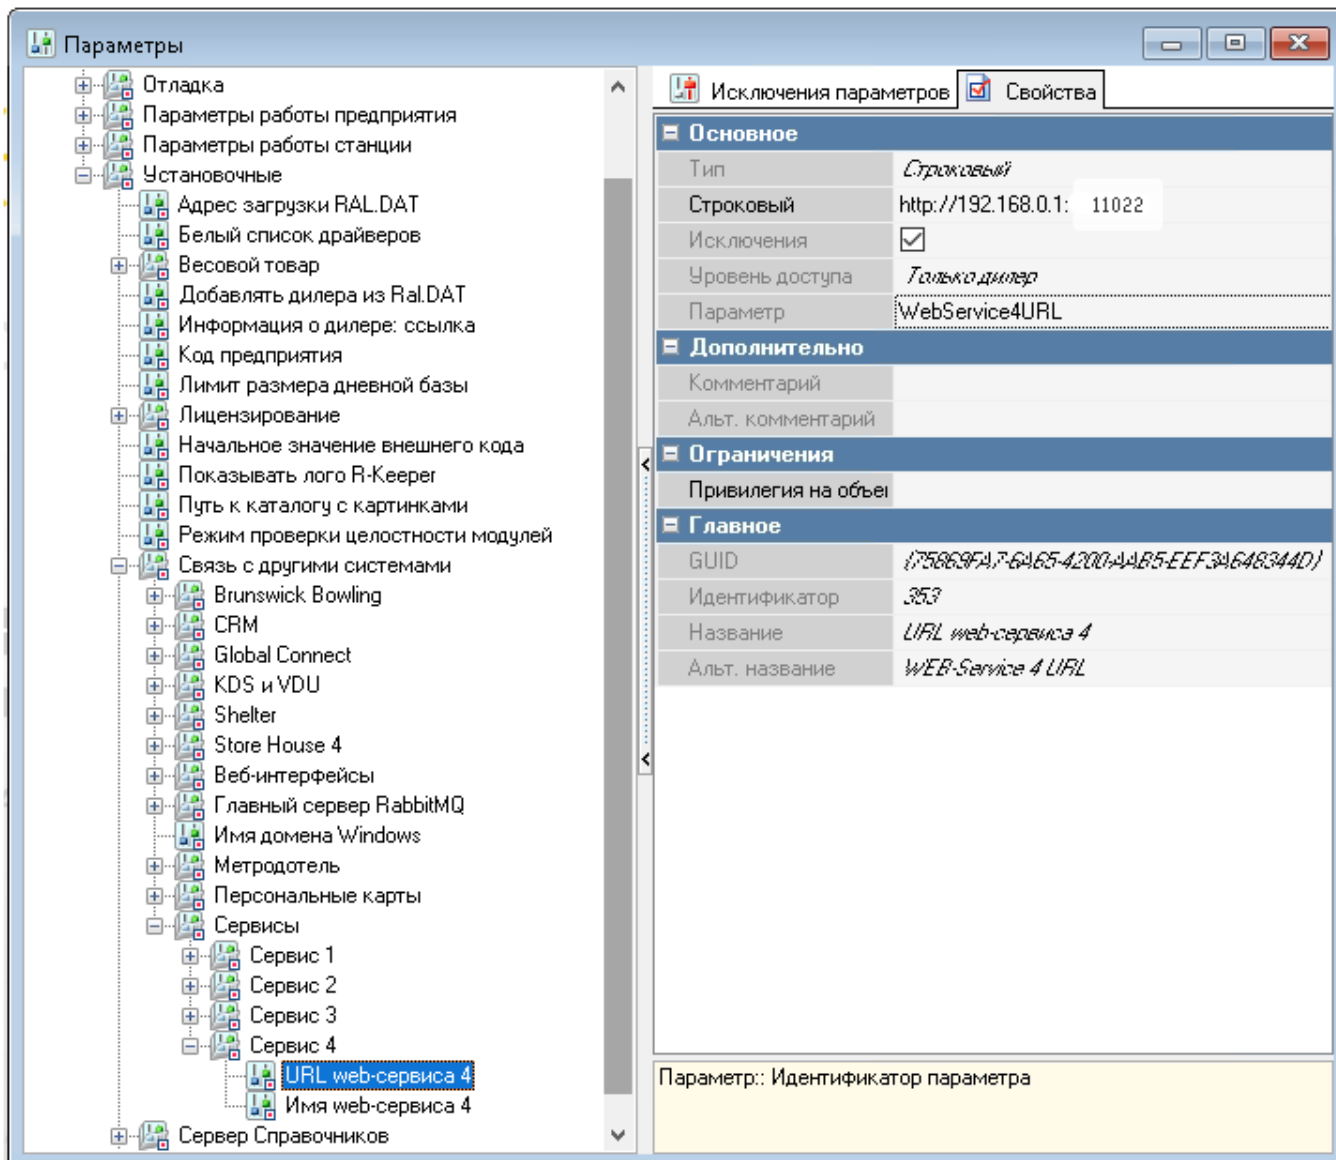 Параметры
Отладка
Параметры работы предприятия
Параметры работы станции
Установочные
Адрес загрузки RAL.DAT
Белый список драйверов
Весовой товар
Добавлять дилера из Ral.DAT
Информация о дилере: ссылка
Код предприятия
Лимит размера дневной базы
Лицензирование
Начальное значение внешнего кода
Показывать лого R-Keeper
Путь к каталогу с картинками
Режим проверки целостности модулей
Связь с другими системами
Brunswick Bowling
CRM
Global Connect
KDS и VDU
Shelter
Store House 4
Веб-интерфейсы
Главный сервер RabbitMQ
Имя домена Windows
Метродотель
Персональные карты
Сервисы
Сервис 1
Сервис 2
Сервис 3
Сервис 4
URL web-сервиса 4
Имя web-сервиса 4
Сервер Справочников
Исключения параметров Свойства
Основное
Тип Строковый
Строковый http://192.168.0.1: 11022
Исключения
Уровень доступа Только дилер
Параметр WebService4URL
Дополнительно
Комментарий
Альт. комментарий
Ограничения
Привилегия на объек
Главное
GUID {75869FA7-6A65-4200-AAB5-EEF3A648344D}
Идентификатор 353
Название URL web-сервиса 4
Альт. название WEB-Service 4 URL
Параметр:: Идентификатор параметра